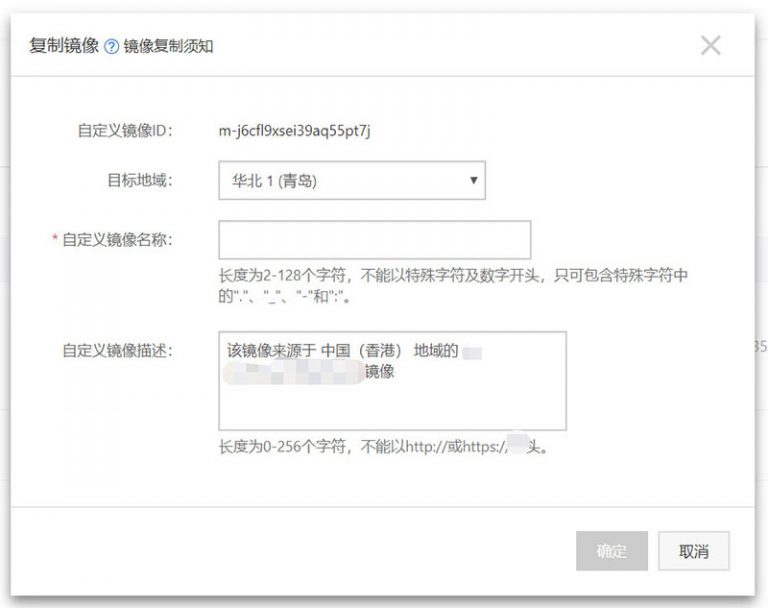 复制镜像 ? 镜像复制须知
自定义镜像ID：
m-j6cfl9xsei39aq55pt7j
目标地域：
华北 1 (青岛)
* 自定义镜像名称：
长度为2-128个字符，不能以特殊字符及数字开头，只可包含特殊字符中
的"."、"_"、"-"和":"。
自定义镜像描述：
该镜像来源于 中国（香港） 地域的
镜像
长度为0-256个字符，不能以http://或https:/头。
确定
取消
35